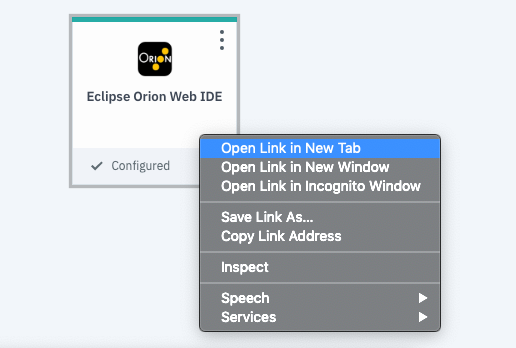 ORION
Eclipse Orion Web IDE
Configured
Open Link in New Tab
Open Link in New Window
Open Link in Incognito Window
Save Link As...
Copy Link Address
Inspect
Speech
Services